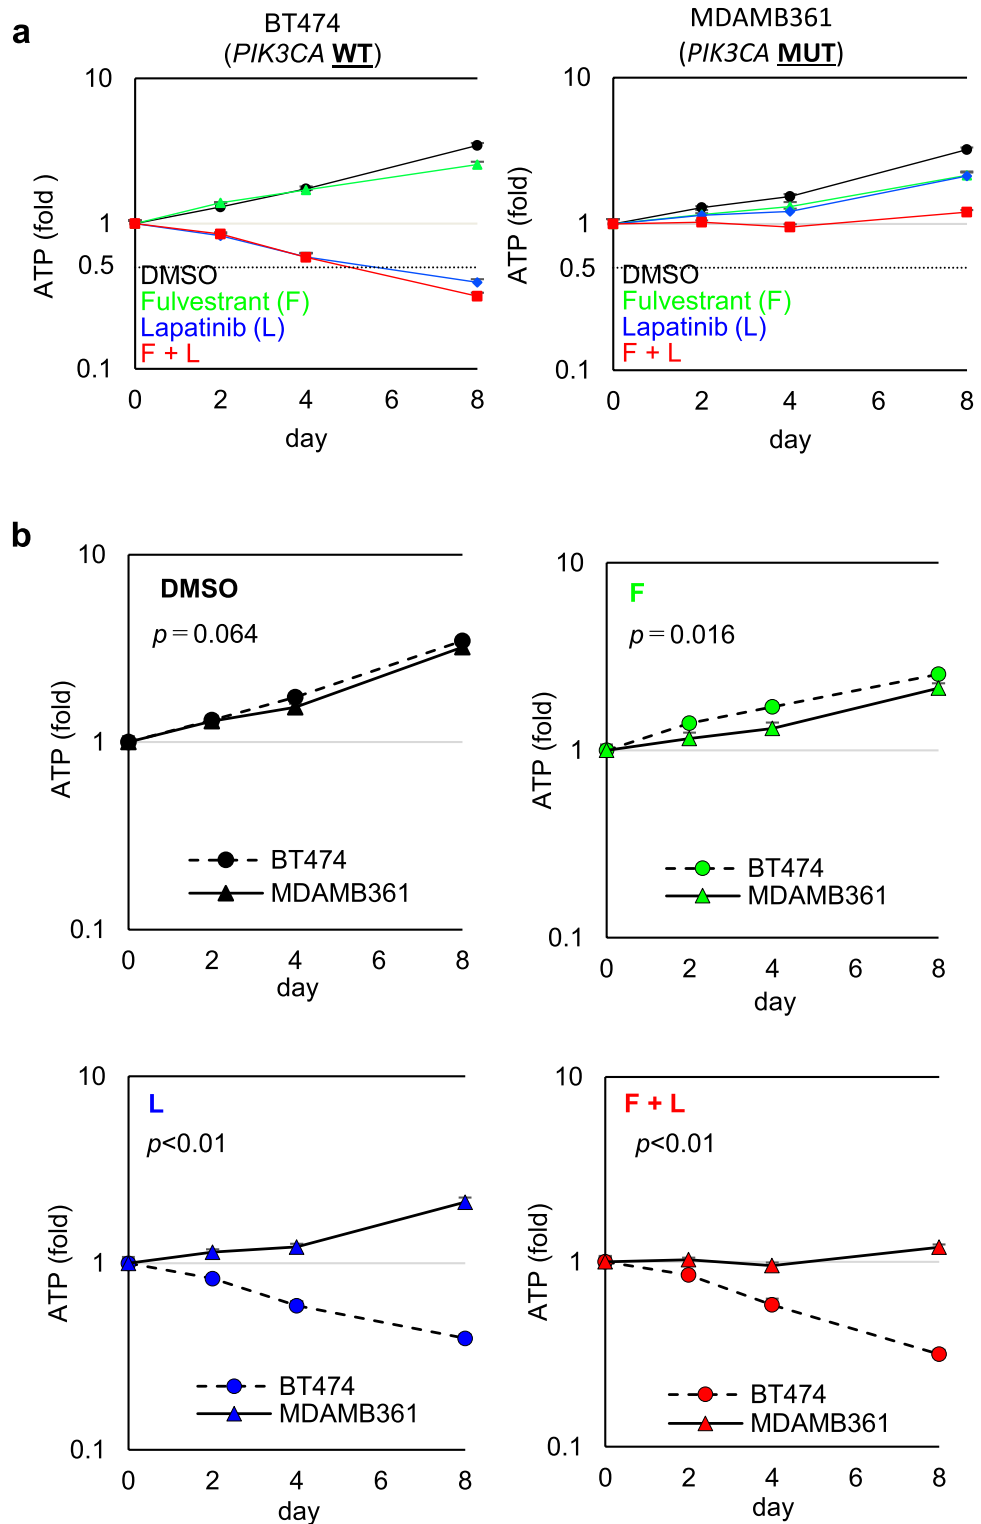 a
BT474
(PIK3CA WT)
10
1
0.5
0.1
ATP (fold )
DMSO
Fulvestrant (F)
Lapatinib (L)
F + L
0 2 4 6 8
day
MDAMB361
(PIK3CA MUT)
10
1
0.5
0.1
ATP (fold)
DMSO
Fulvestrant (F)
Lapatinib (L)
F + L
0 2 4 6 8
day
b
10
1
0.1
ATP (fold)
DMSO
p = 0.064
BT474
MDAMB361
0 2 4 6 8
day
10
1
0.1
ATP (fold)
F
p = 0.016
BT474
MDAMB361
0 2 4 6 8
day
10
1
0.1
ATP (fold)
L
p<0.01
BT474
MDAMB361
0 2 4 6 8
day
10
1
0.1
ATP (fold)
F + L
p<0.01
BT474
MDAMB361
0 2 4 6 8
day